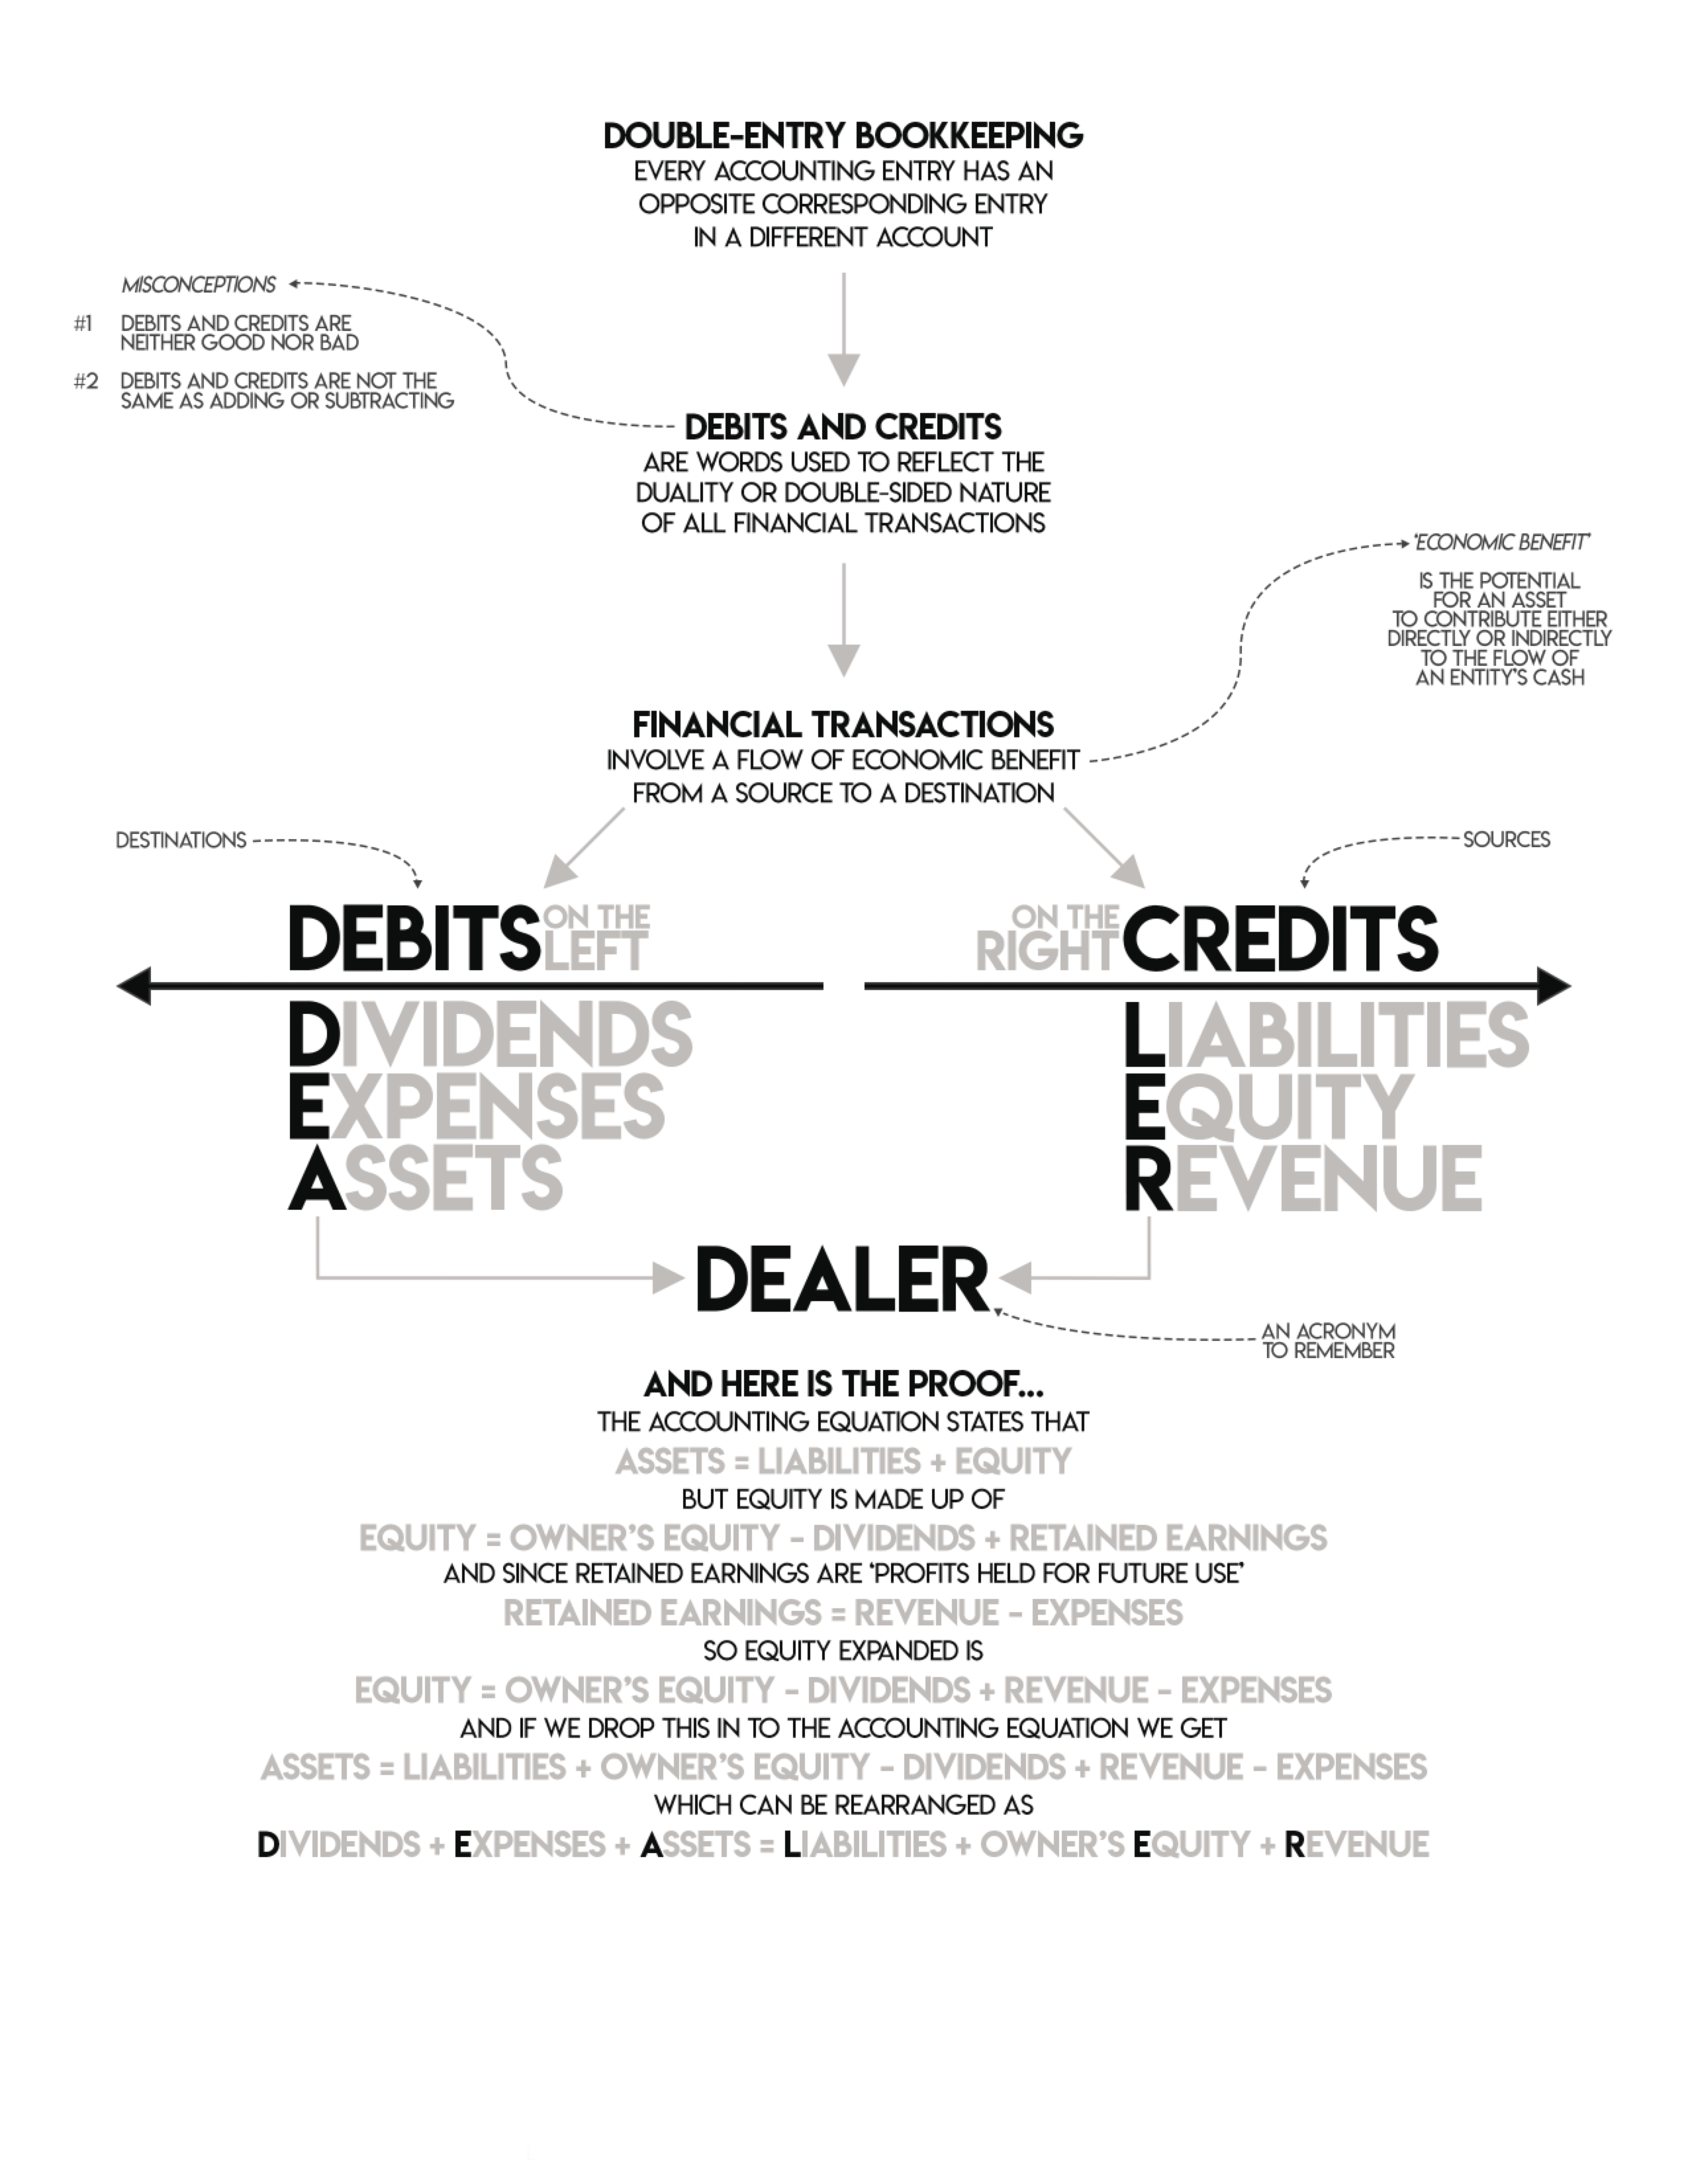 DOUBLE-ENTRY BOOKKEEPING
EVERY ACCOUNTING ENTRY HAS AN
OPPOSITE CORRESPONDING ENTRY
IN A DIFFERENT ACCOUNT
MISCONCEPTIONS
#1 DEBITS AND CREDITS ARE
NEITHER GOOD NOR BAD
#2 DEBITS AND CREDITS ARE NOT THE
SAME AS ADDING OR SUBTRACTING
DEBITS AND CREDITS
ARE WORDS USED TO REFLECT THE
DUALITY OR DOUBLE-SIDED NATURE
OF ALL FINANCIAL TRANSACTIONS
'ECONOMIC BENEFIT'
IS THE POTENTIAL
FOR AN ASSET
TO CONTRIBUTE EITHER
DIRECTLY OR INDIRECTLY
TO THE FLOW OF
AN ENTITY'S CASH
FINANCIAL TRANSACTIONS
INVOLVE A FLOW OF ECONOMIC BENEFIT
FROM A SOURCE TO A DESTINATION
DESTINATIONS
SOURCES
DEBITS ON THE LEFT
ON THE RIGHT CREDITS
DIVIDENDS
EXPENSES
ASSETS
LIABILITIES
EQUITY
REVENUE
DEALER
AN ACRONYM
TO REMEMBER
AND HERE IS THE PROOF...
THE ACCOUNTING EQUATION STATES THAT
ASSETS = LIABILITIES + EQUITY
BUT EQUITY IS MADE UP OF
EQUITY = OWNER'S EQUITY - DIVIDENDS + RETAINED EARNINGS
AND SINCE RETAINED EARNINGS ARE 'PROFITS HELD FOR FUTURE USE'
RETAINED EARNINGS = REVENUE - EXPENSES
SO EQUITY EXPANDED IS
EQUITY = OWNER'S EQUITY - DIVIDENDS + REVENUE - EXPENSES
AND IF WE DROP THIS IN TO THE ACCOUNTING EQUATION WE GET
ASSETS = LIABILITIES + OWNER'S EQUITY - DIVIDENDS + REVENUE - EXPENSES
WHICH CAN BE REARRANGED AS
DIVIDENDS + EXPENSES + ASSETS = LIABILITIES + OWNER'S EQUITY + REVENUE